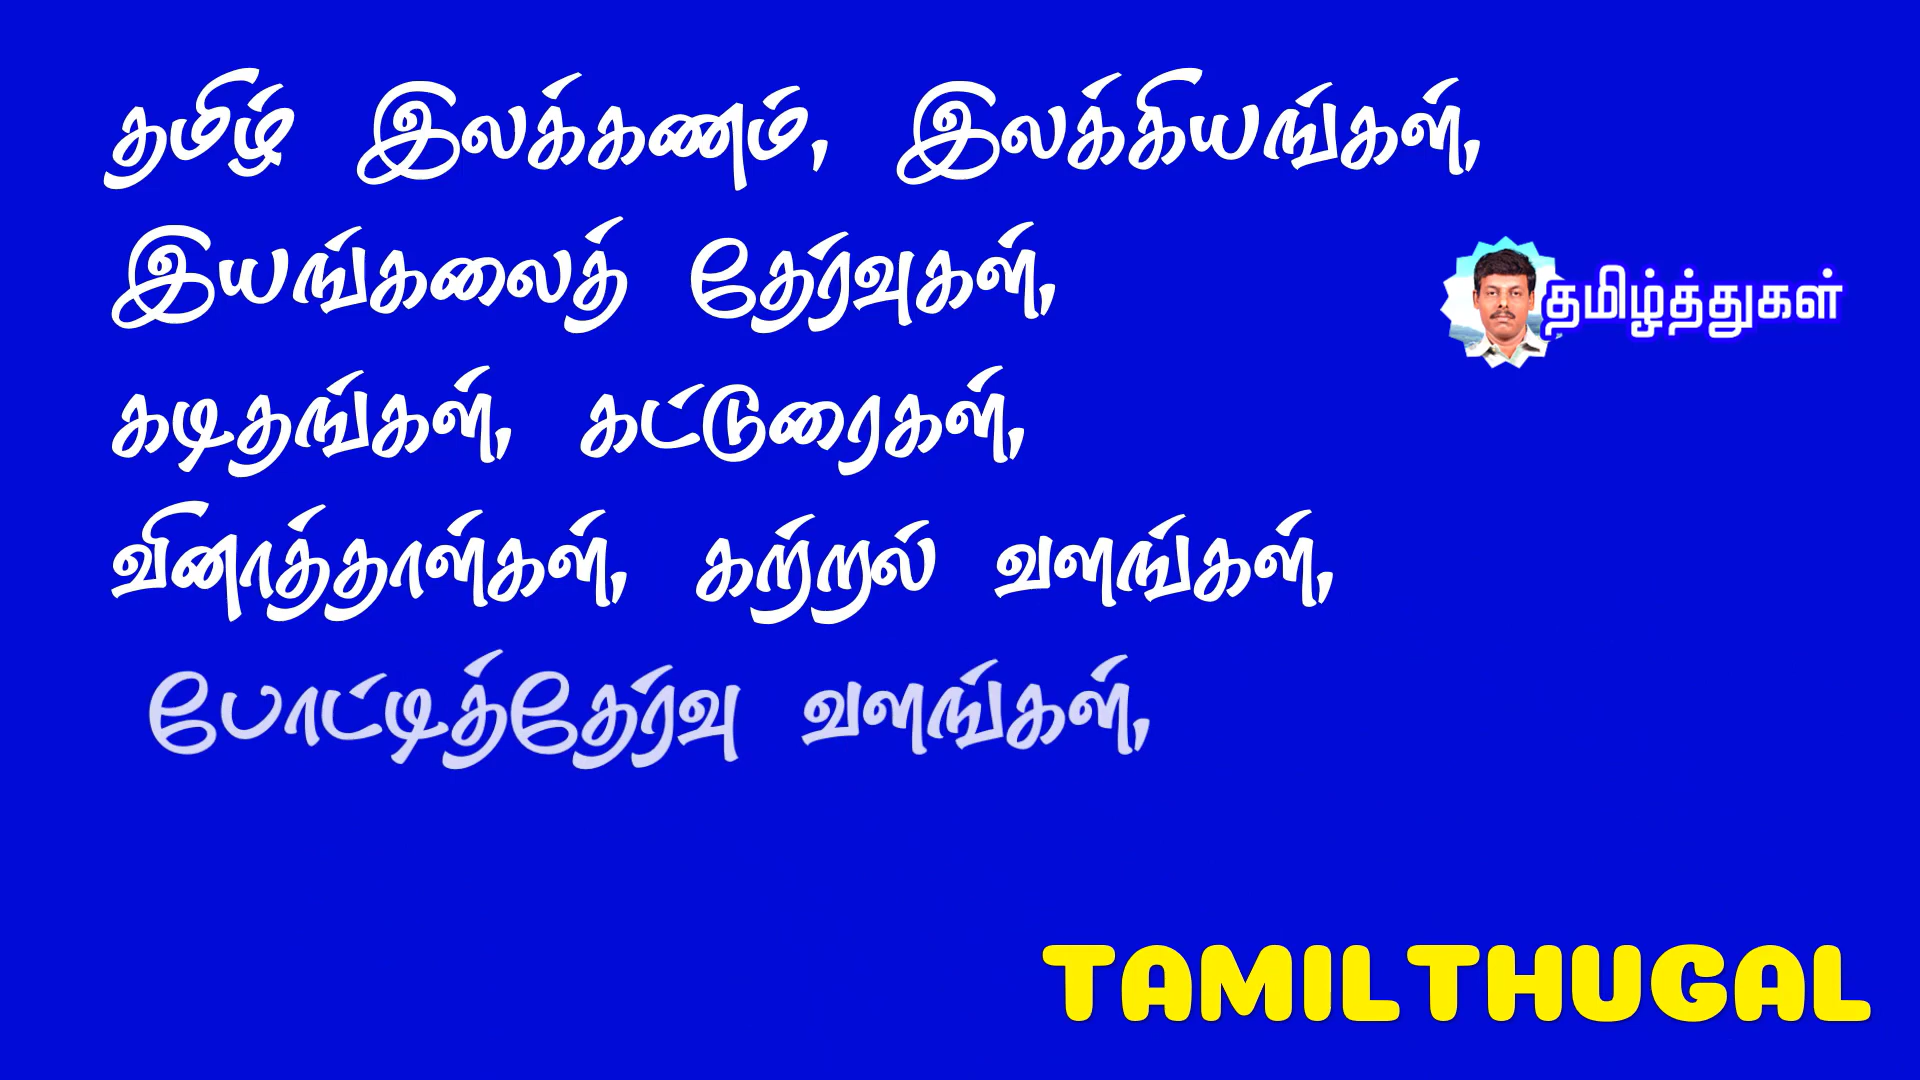 தமிழ் இலக்கணம், இலக்கியங்கள்,
இயங்கலைத் தேர்வுகள்,
தமிழ்த்துகள்
கடிதங்கள், கட்டுரைகள்,
வினாத்தாள்கள், கற்றல் வளங்கள்,
போட்டித்தேர்வு வளங்கள்,
TAMILTHUGAL